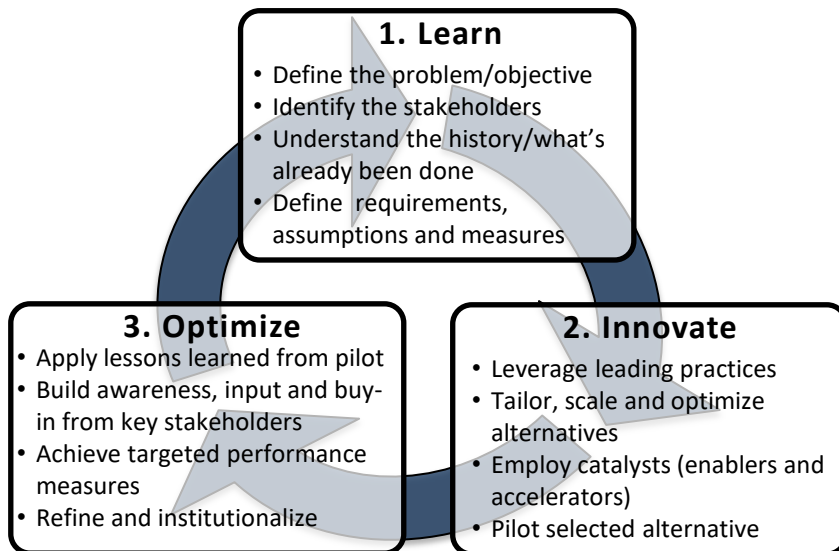 1. Learn
• Define the problem/objective
• Identify the stakeholders
• Understand the history/what’s
already been done
• Define  requirements,
assumptions and measures
2. Innovate
• Leverage leading practices
• Tailor, scale and optimize
alternatives
• Employ catalysts (enablers and
accelerators)
• Pilot selected alternative
3. Optimize
• Apply lessons learned from pilot
• Build awareness, input and buy-
in from key stakeholders
• Achieve targeted performance
measures
• Refine and institutionalize